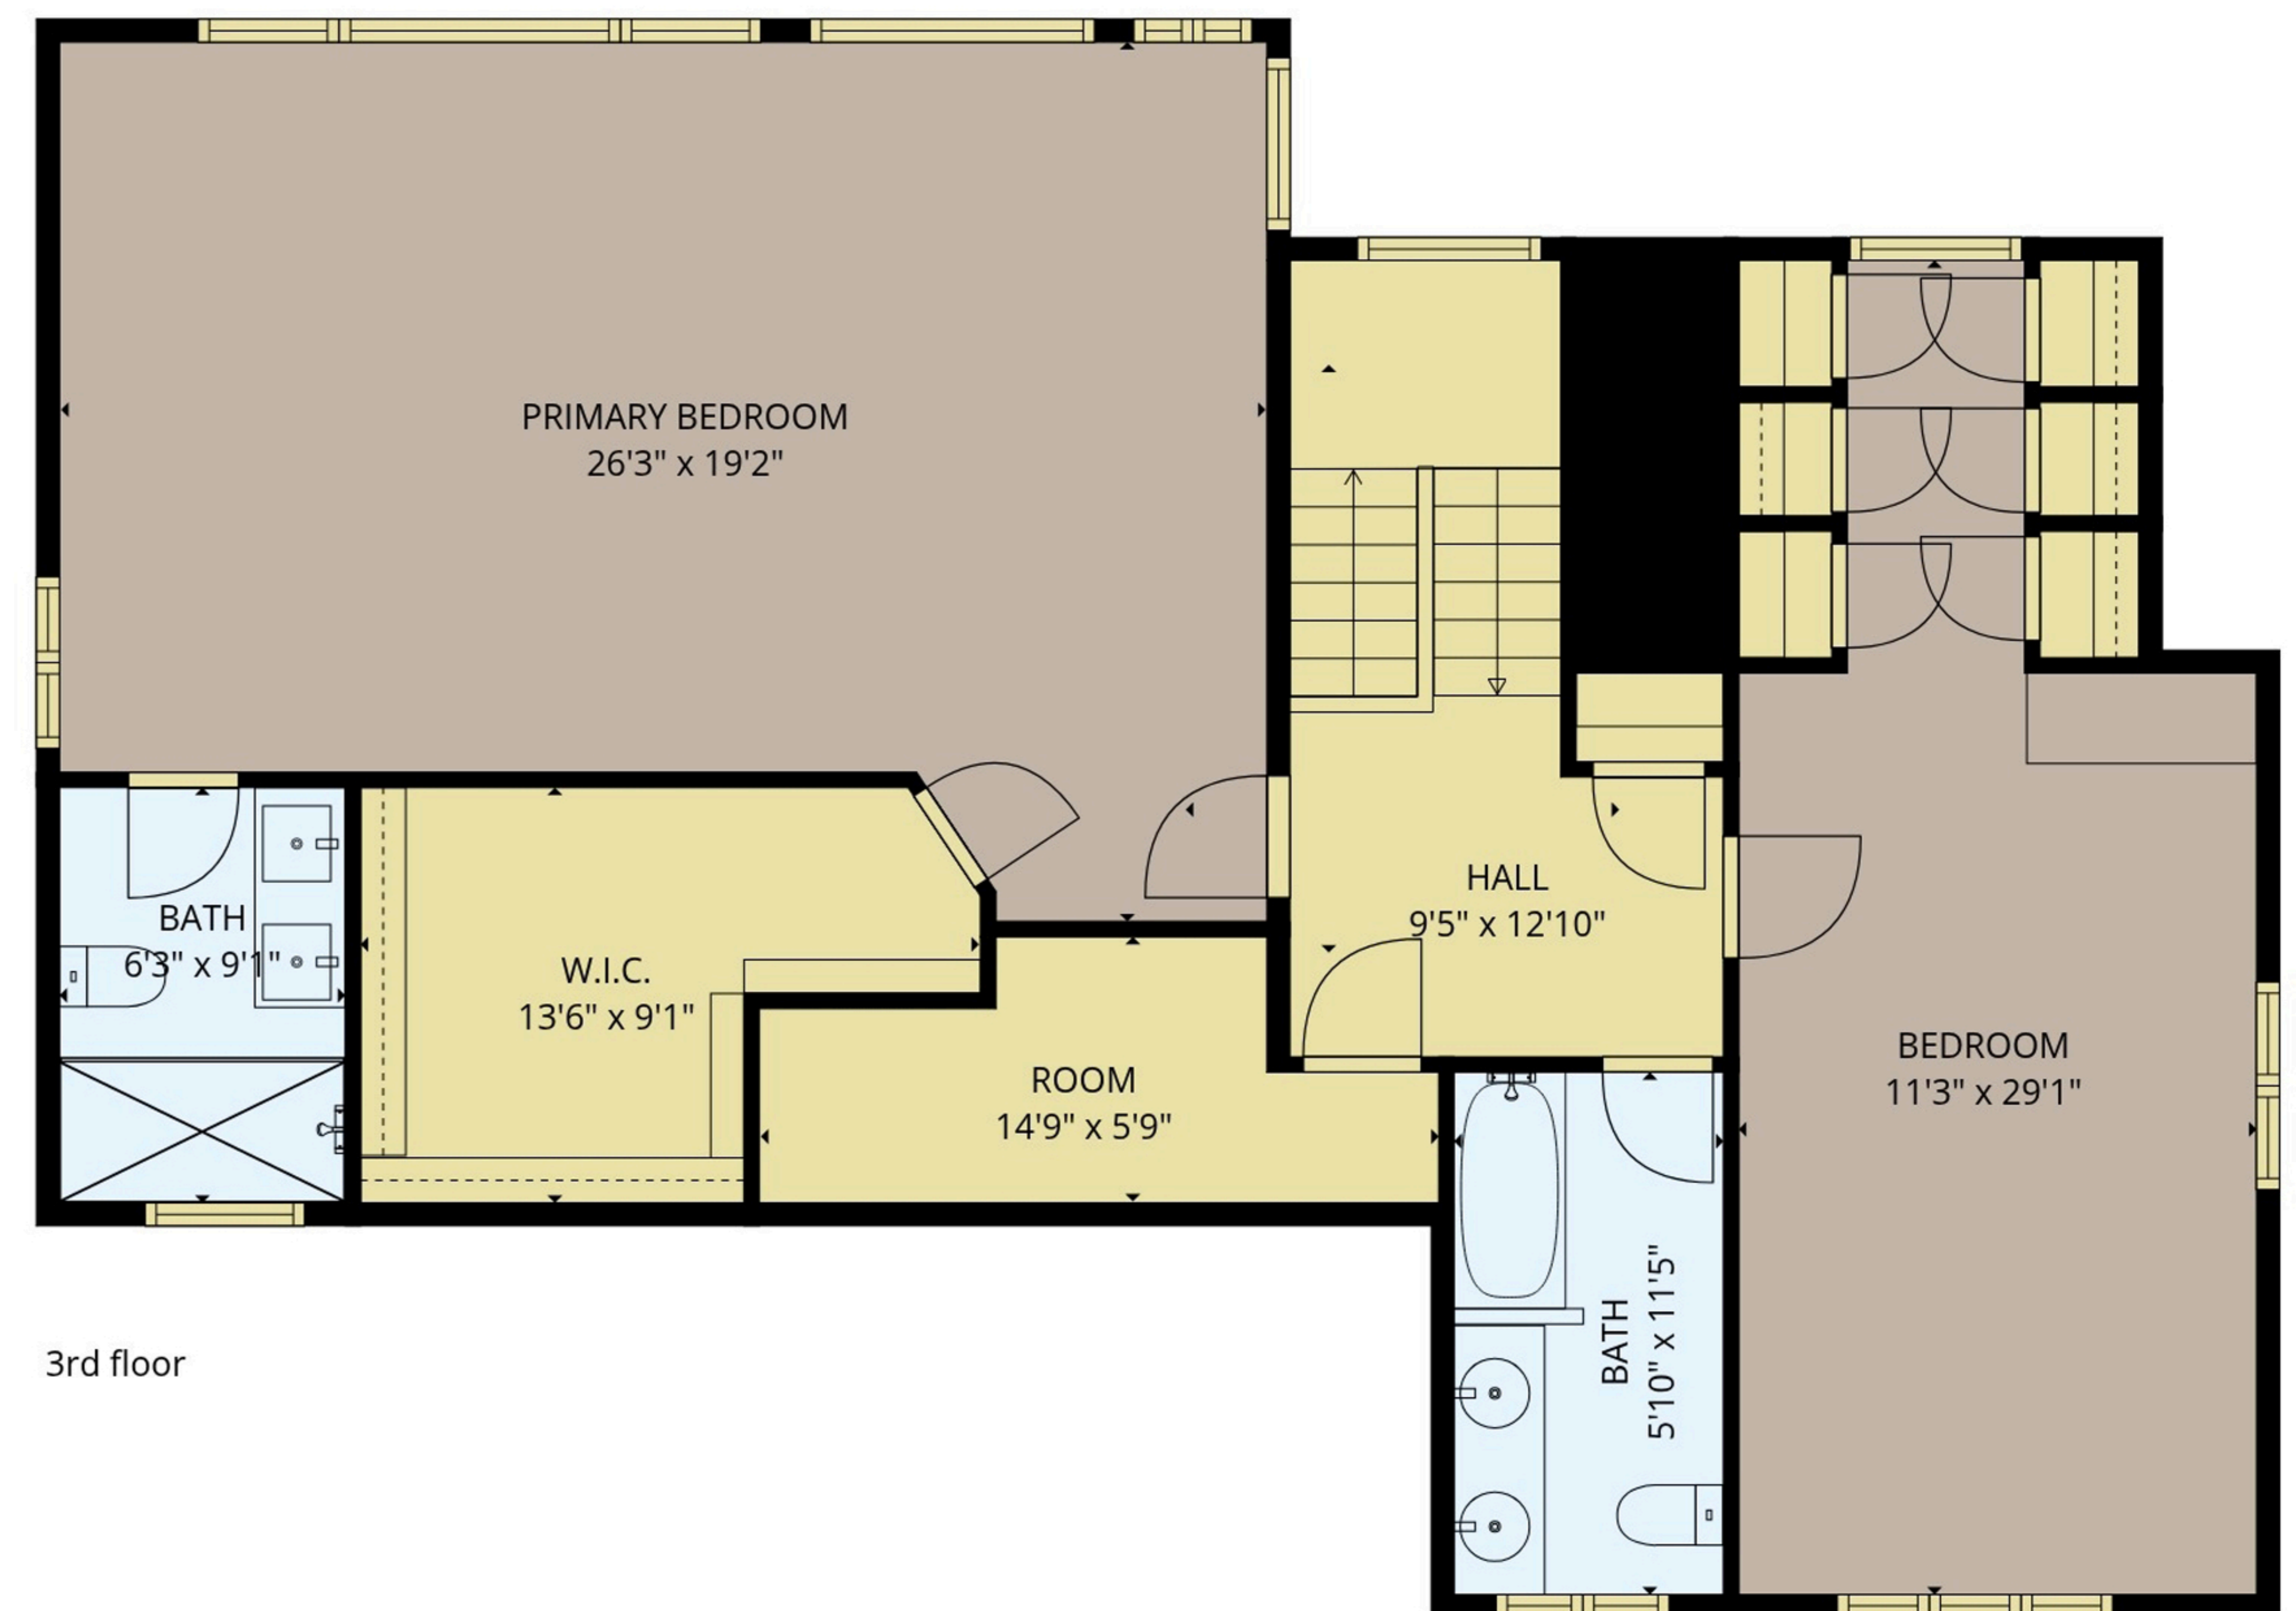 PRIMARY BEDROOM
26'3" x 19'2"
HALL
9'5" x 12'10"
BATH
6'3" x 9'1"
W.I.C.
13'6" x 9'1"
ROOM
14'9" x 5'9"
BEDROOM
11'3" x 29'1"
BATH
5'10" x 11'5"
3rd floor